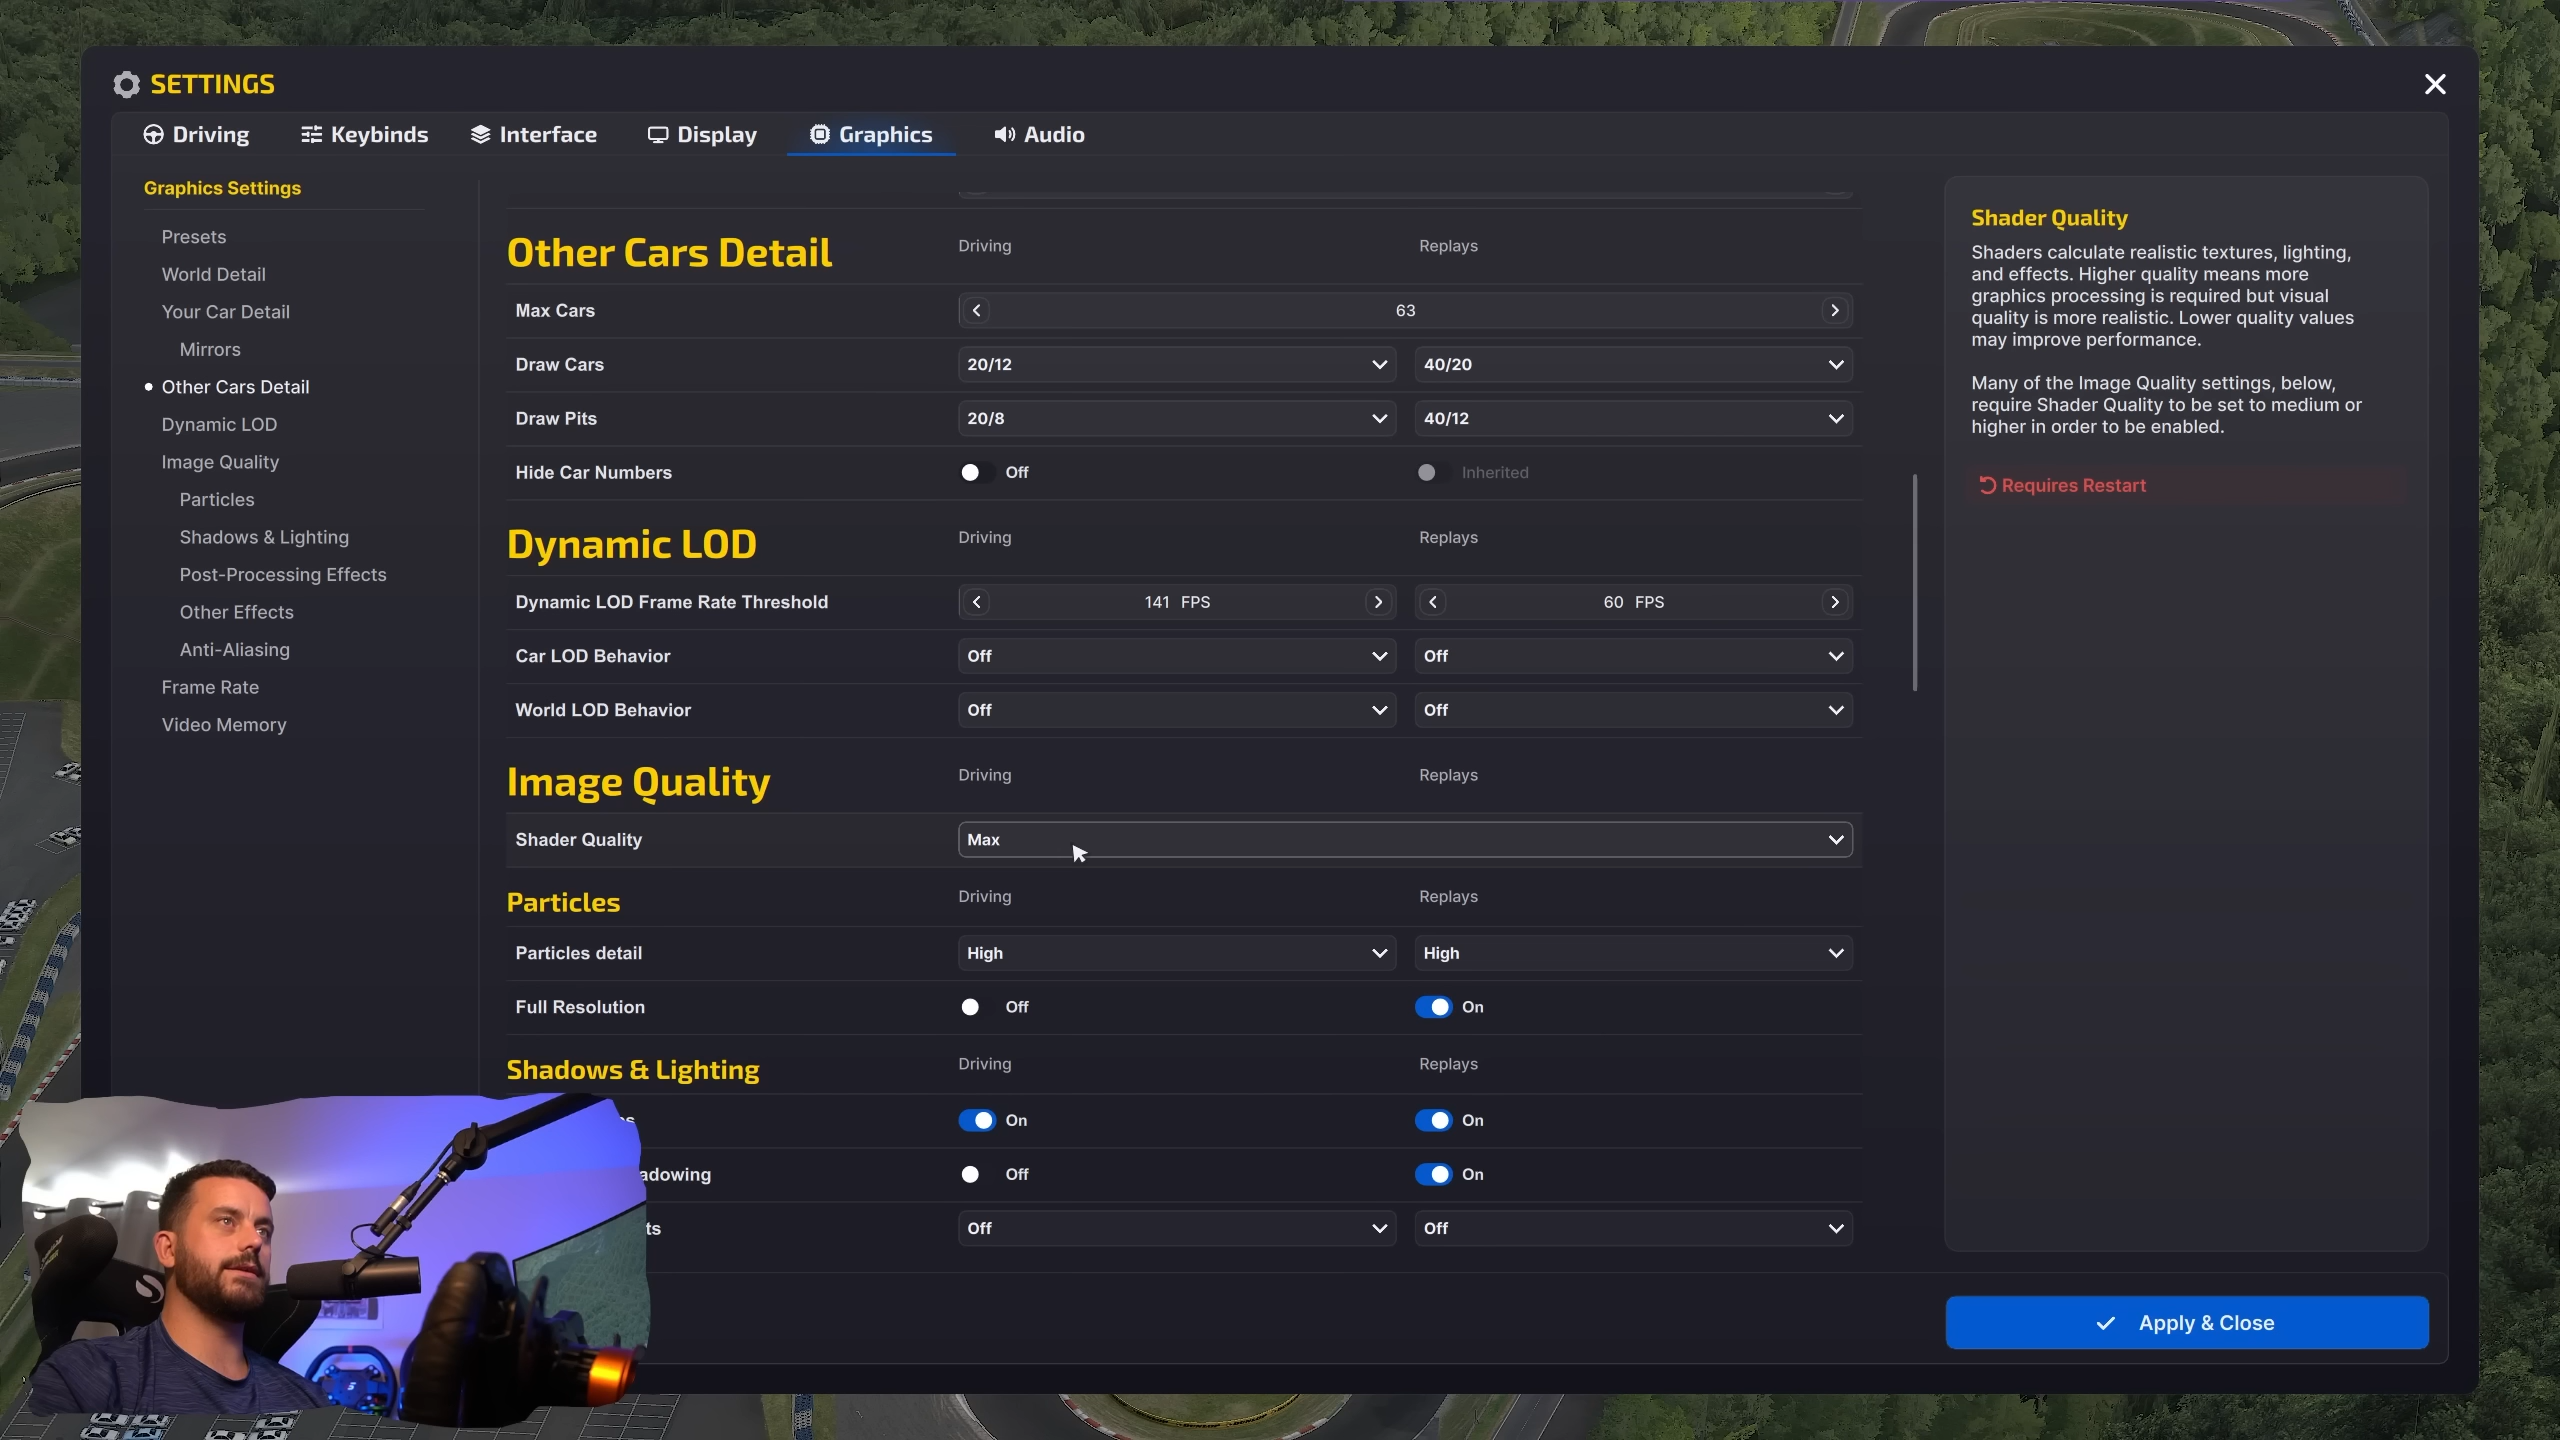 SETTINGS
Driving
Keybinds
Interface
Display
Graphics
Audio
Graphics Settings
Presets
World Detail
Your Car Detail
Mirrors
Other Cars Detail
Dynamic LOD
Image Quality
Particles
Shadows & Lighting
Post-Processing Effects
Other Effects
Anti-Aliasing
Frame Rate
Video Memory
Other Cars Detail Driving Replays
Max Cars 63
Draw Cars 20/12 40/20
Draw Pits 20/8 40/12
Hide Car Numbers Off Inherited
Dynamic LOD Driving Replays
Dynamic LOD Frame Rate Threshold 141 FPS 60 FPS
Car LOD Behavior Off Off
World LOD Behavior Off Off
Image Quality Driving Replays
Shader Quality Max
Particles Driving Replays
Particles detail High High
Full Resolution Off On
Shadows & Lighting Driving Replays
On On
adowing Off On
ts Off Off
Shader Quality
Shaders calculate realistic textures, lighting,
and effects. Higher quality means more
graphics processing is required but visual
quality is more realistic. Lower quality values
may improve performance.
Many of the Image Quality settings, below,
require Shader Quality to be set to medium or
higher in order to be enabled.
Requires Restart
Apply & Close